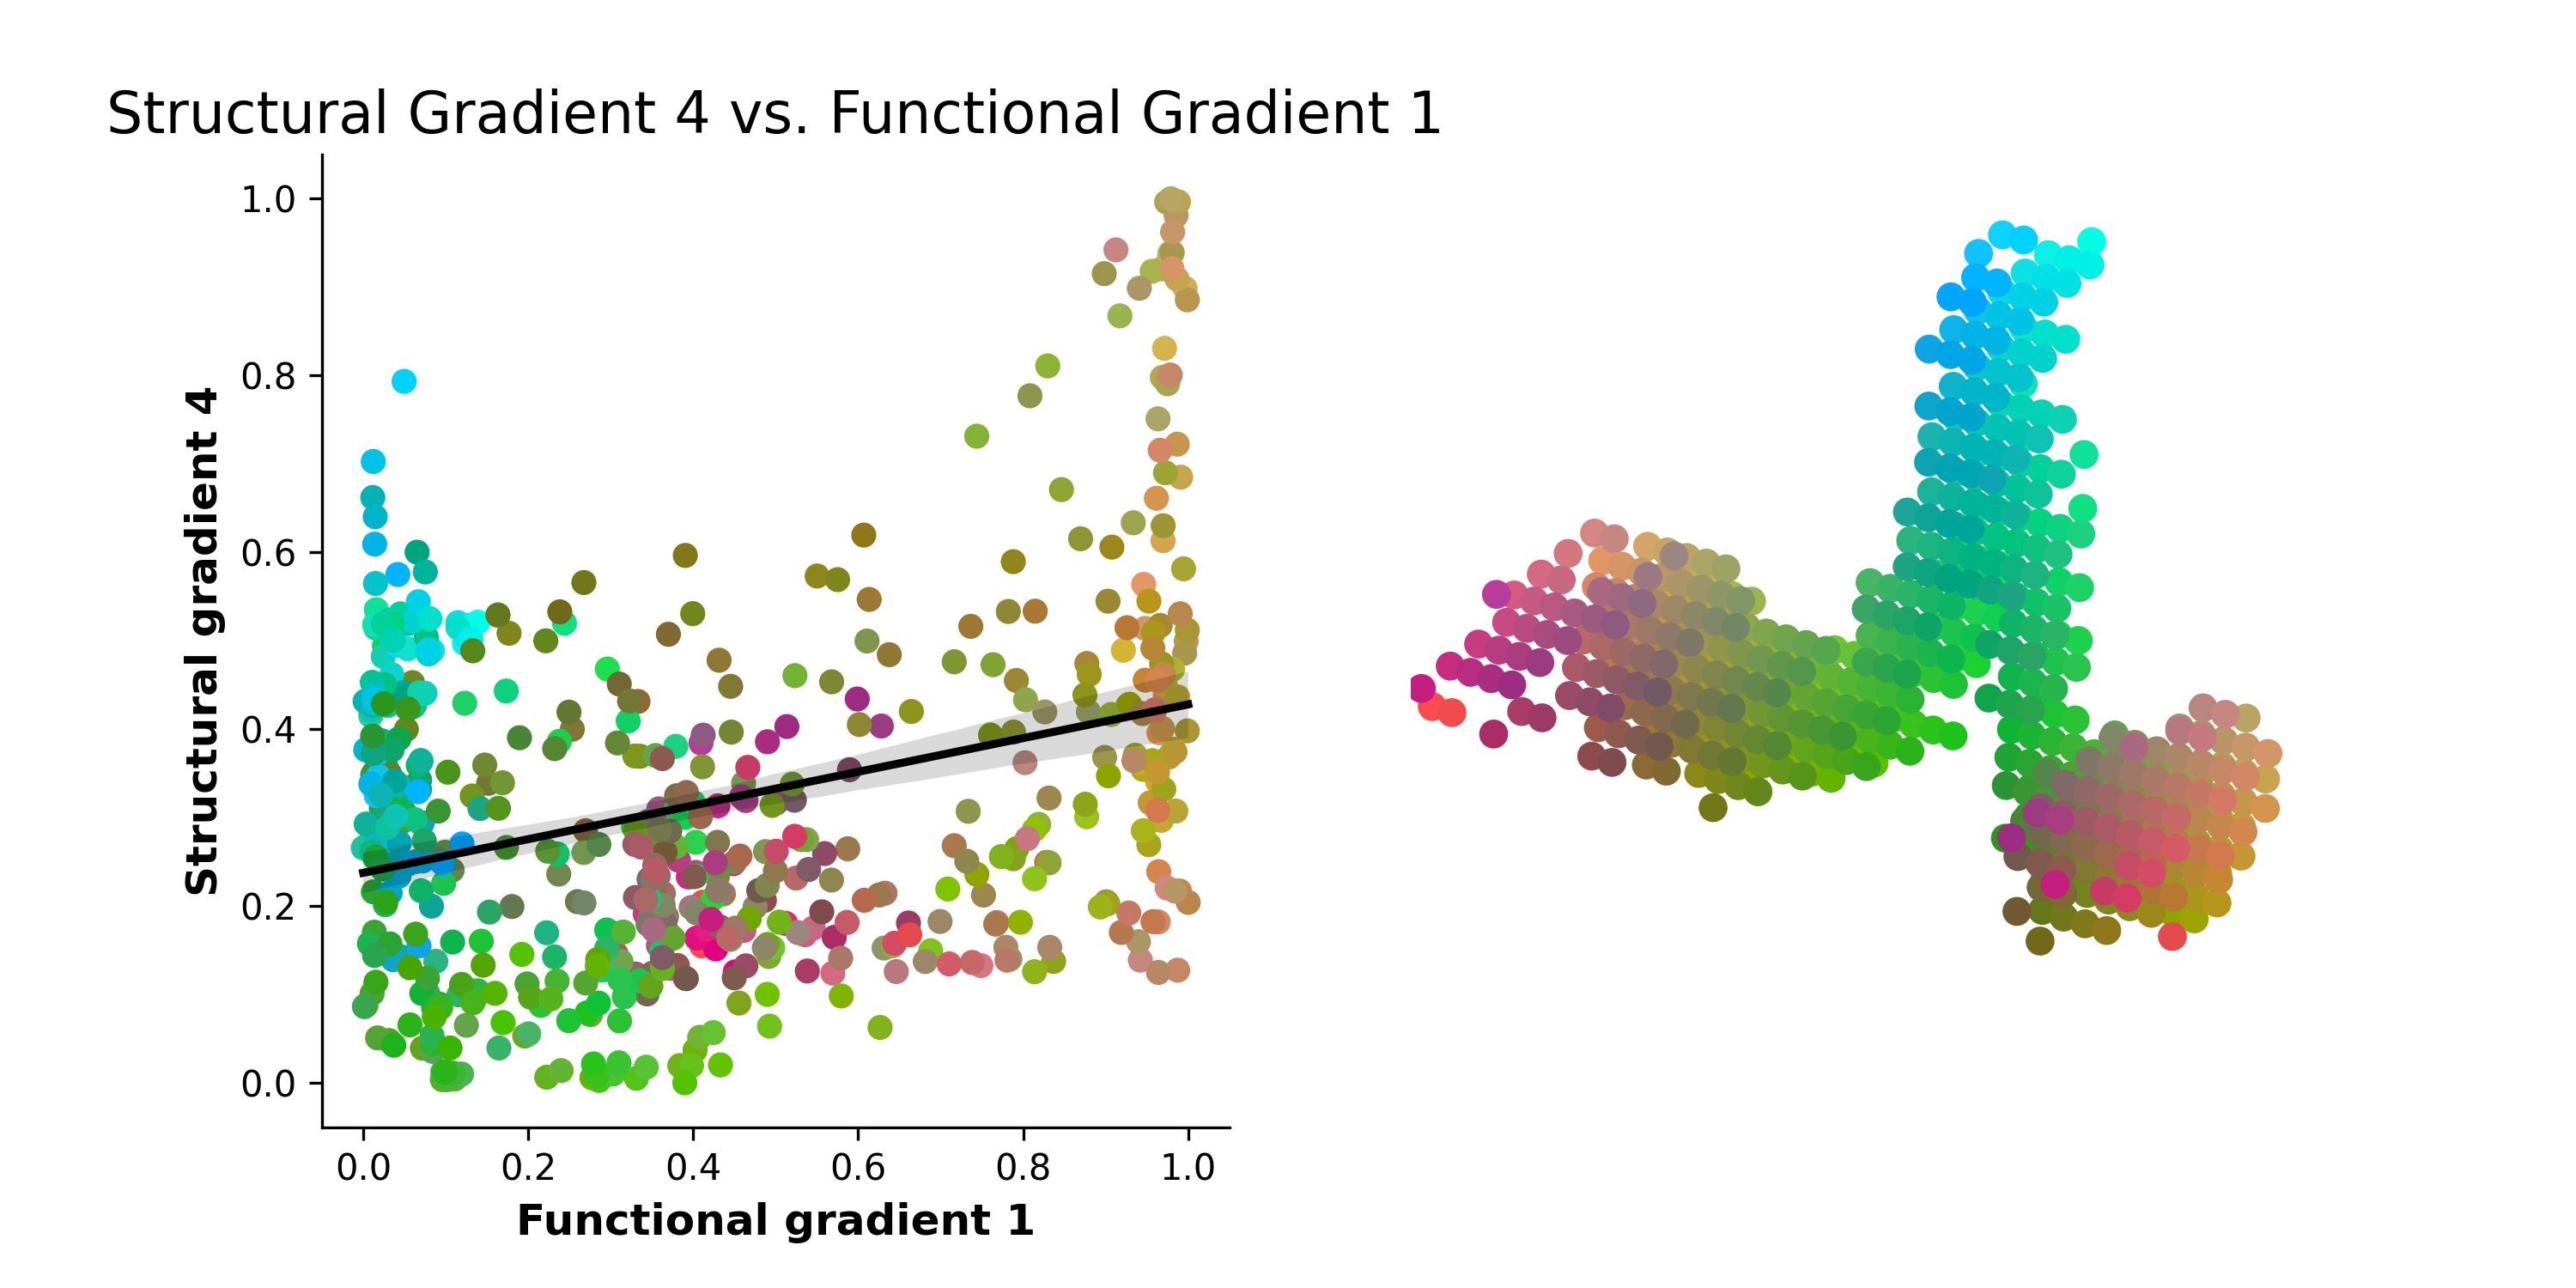 Structural Gradient 4 vs. Functional Gradient 1
Structural gradient 4
1.0
0.8
0.6
0.4
0.2
0.0
0.0 0.2 0.4 0.6 0.8 1.0
Functional gradient 1